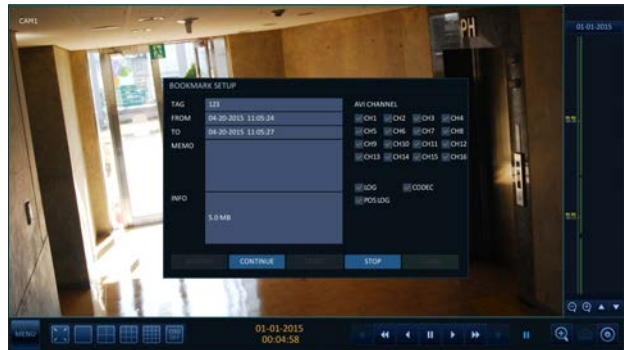 CAM1
PH
01-01-2015
BOOKMARK SETUP
TAG 123
FROM 04-20-2015 11:05:24
TO 04-20-2015 11:05:27
MEMO
INFO 5.0 MB
AVI CHANNEL
CH1 CH2 CH3 CH4
CH5 CH6 CH7 CH8
CH9 CH10 CH11 CH12
CH13 CH14 CH15 CH16
LOG CODEC
POS LOG
CONTINUE STOP
MENU
01-01-2015
00:04:58